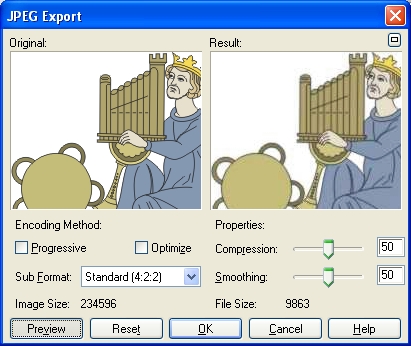 JPEG Export
Original: Result:
Encoding Method: Properties:
Progressive Optimize Compression: 50
Sub Format: Standard (4:2:2) Smoothing: 50
Image Size: 234596 File Size: 9863
Preview Reset OK Cancel Help